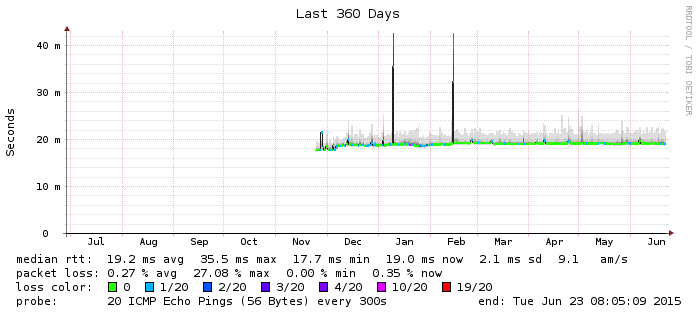 Last 360 Days
RRDTOOL / TOBI OETIKER
Seconds
40 m
30 m
20 m
10 m
0
Jul Aug Sep Oct Nov Dec Jan Feb Mar Apr May Jun
median rtt: 19.2 ms avg 35.5 ms max 17.7 ms min 19.0 ms now 2.1 ms sd 9.1 am/s
packet loss: 0.27 % avg 27.08 % max 0.00 % min 0.35 % now
loss color: 0 1/20 2/20 3/20 4/20 10/20 19/20
probe: 20 ICMP Echo Pings (56 Bytes) every 300s end: Tue Jun 23 08:05:09 2015